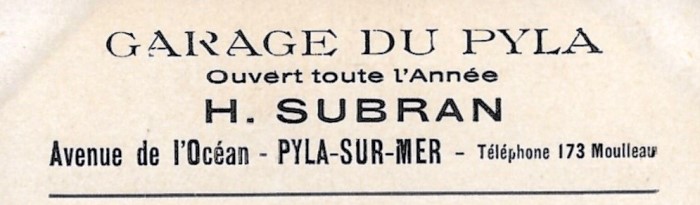 GARAGE DU PYLA
Ouvert toute l'Année
H. SUBRAN
Avenue de l'Océan - PYLA-SUR-MER - Téléphone 173 Moulleau